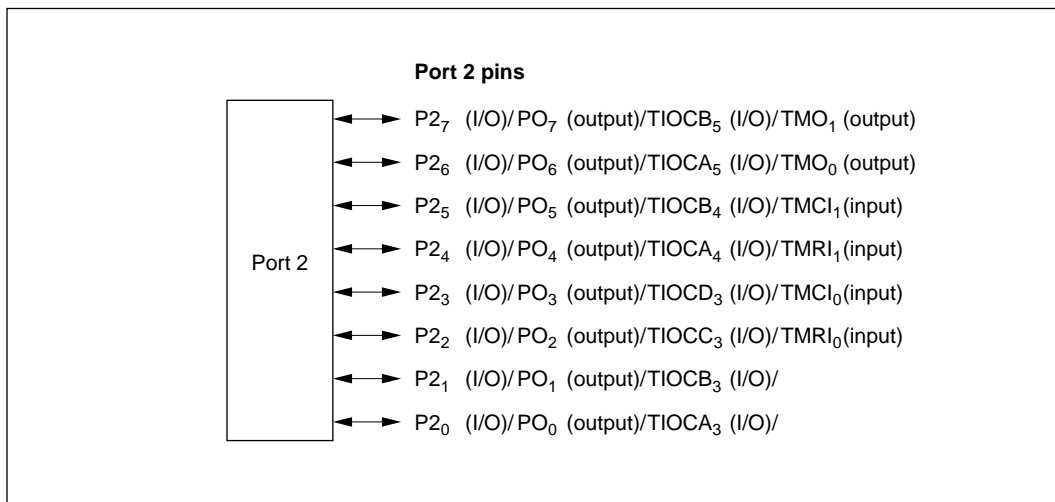 Port 2 pins
P2₇ (I/O)/PO₇ (output)/TIOCB₅ (I/O)/TMO₁ (output)
P2₆ (I/O)/PO₆ (output)/TIOCA₅ (I/O)/TMO₀ (output)
P2₅ (I/O)/PO₅ (output)/TIOCB₄ (I/O)/TMCI₁(input)
P2₄ (I/O)/PO₄ (output)/TIOCA₄ (I/O)/TMRI₁(input)
Port 2
P2₃ (I/O)/PO₃ (output)/TIOCD₃ (I/O)/TMCI₀(input)
P2₂ (I/O)/PO₂ (output)/TIOCC₃ (I/O)/TMRI₀(input)
P2₁ (I/O)/PO₁ (output)/TIOCB₃ (I/O)/
P2₀ (I/O)/PO₀ (output)/TIOCA₃ (I/O)/